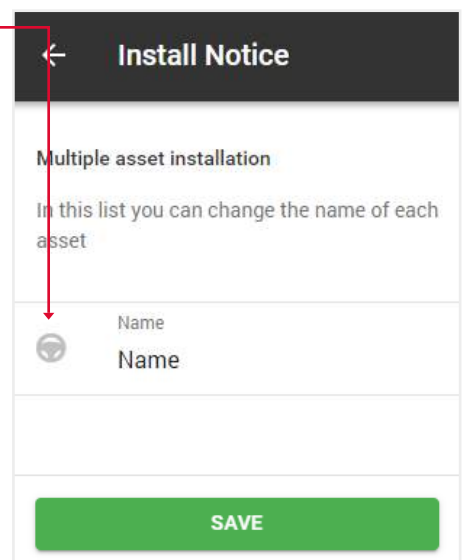 Install Notice
Multiple asset installation
In this list you can change the name of each
asset
Name
Name
SAVE